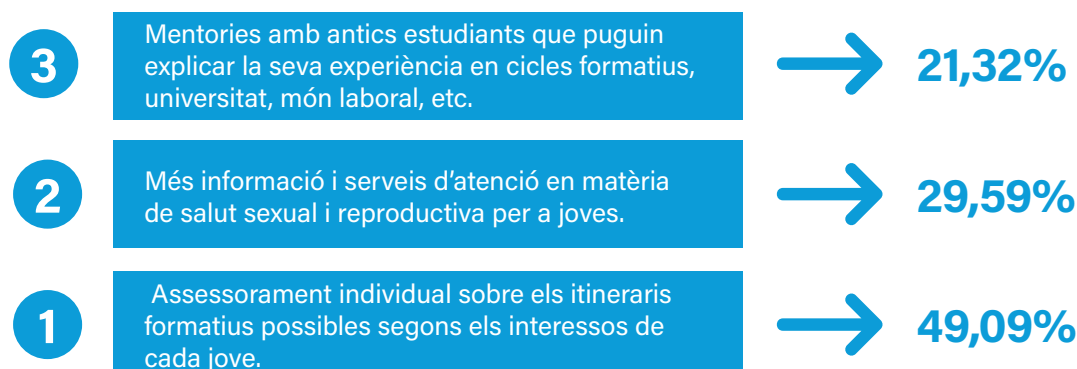 3
Mentories amb antics estudiants que puguin
explicar la seva experiència en cicles formatius,
universitat, món laboral, etc.
21,32%
2
Més informació i serveis d'atenció en matèria
de salut sexual i reproductiva per a joves.
29,59%
1
Assessorament individual sobre els itineraris
formatius possibles segons els interessos de
cada jove.
49,09%